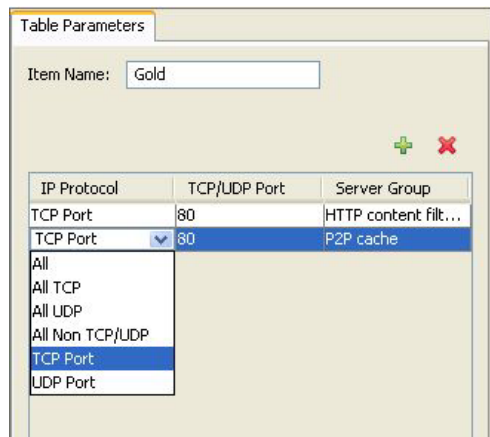 Table Parameters
Item Name: Gold
IP Protocol TCP/UDP Port Server Group
TCP Port 80 HTTP content filt...
TCP Port 80 P2P cache
All
All TCP
All UDP
All Non TCP/UDP
TCP Port
UDP Port